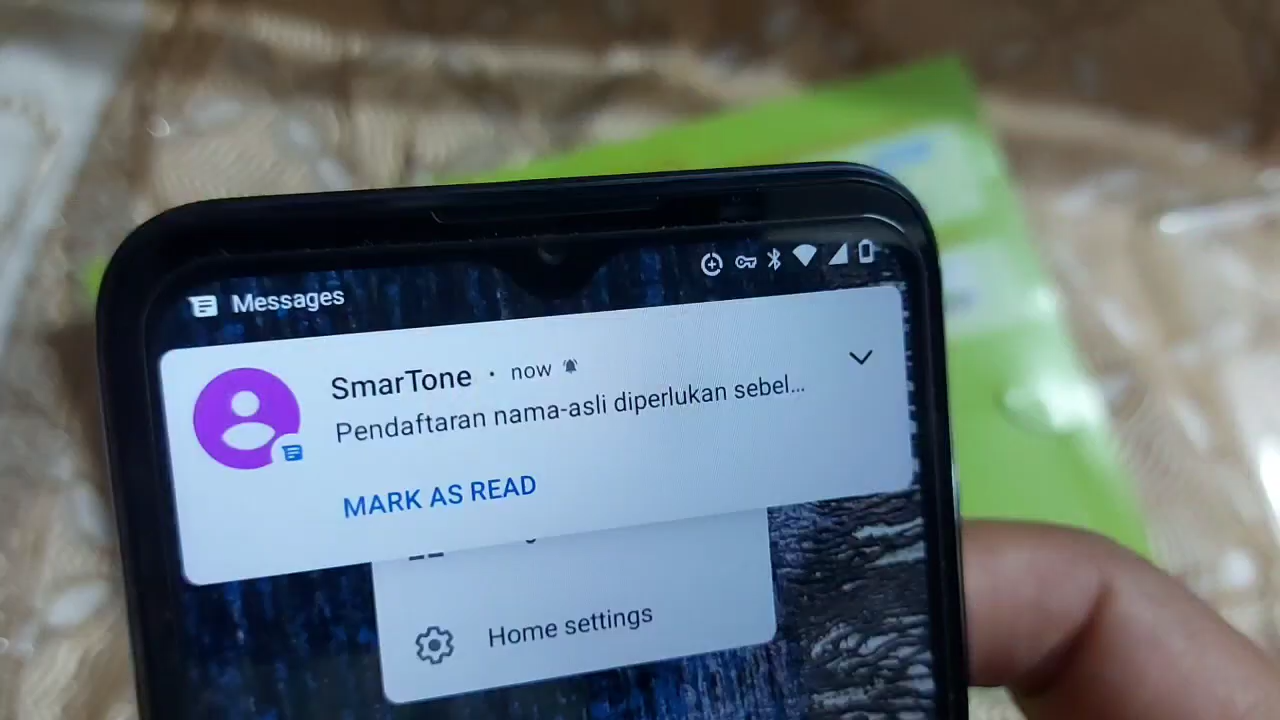 Messages
SmarTone • now
Pendaftaran nama-asli diperlukan sebel...
MARK AS READ
Home settings